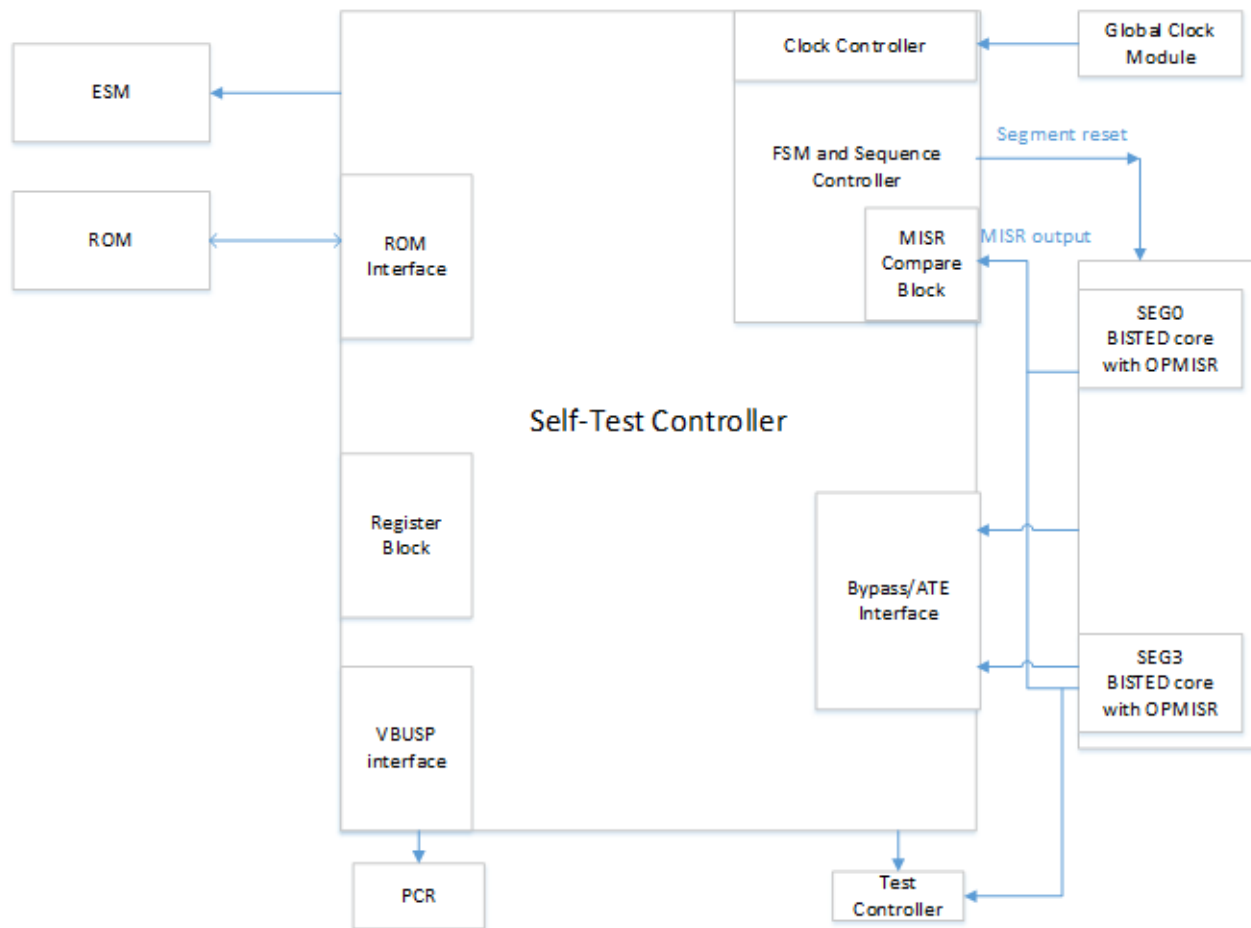 Clock Controller
Global Clock
Module
ESM
Segment reset
FSM and Sequence
Controller
ROM
ROM
Interface
MISR output
MISR
Compare
Block
SEG0
BISTED core
with OPMISR
Self-Test Controller
Register
Block
Bypass/ATE
Interface
SEG3
BISTED core
with OPMISR
VBUSP
interface
PCR
Test
Controller